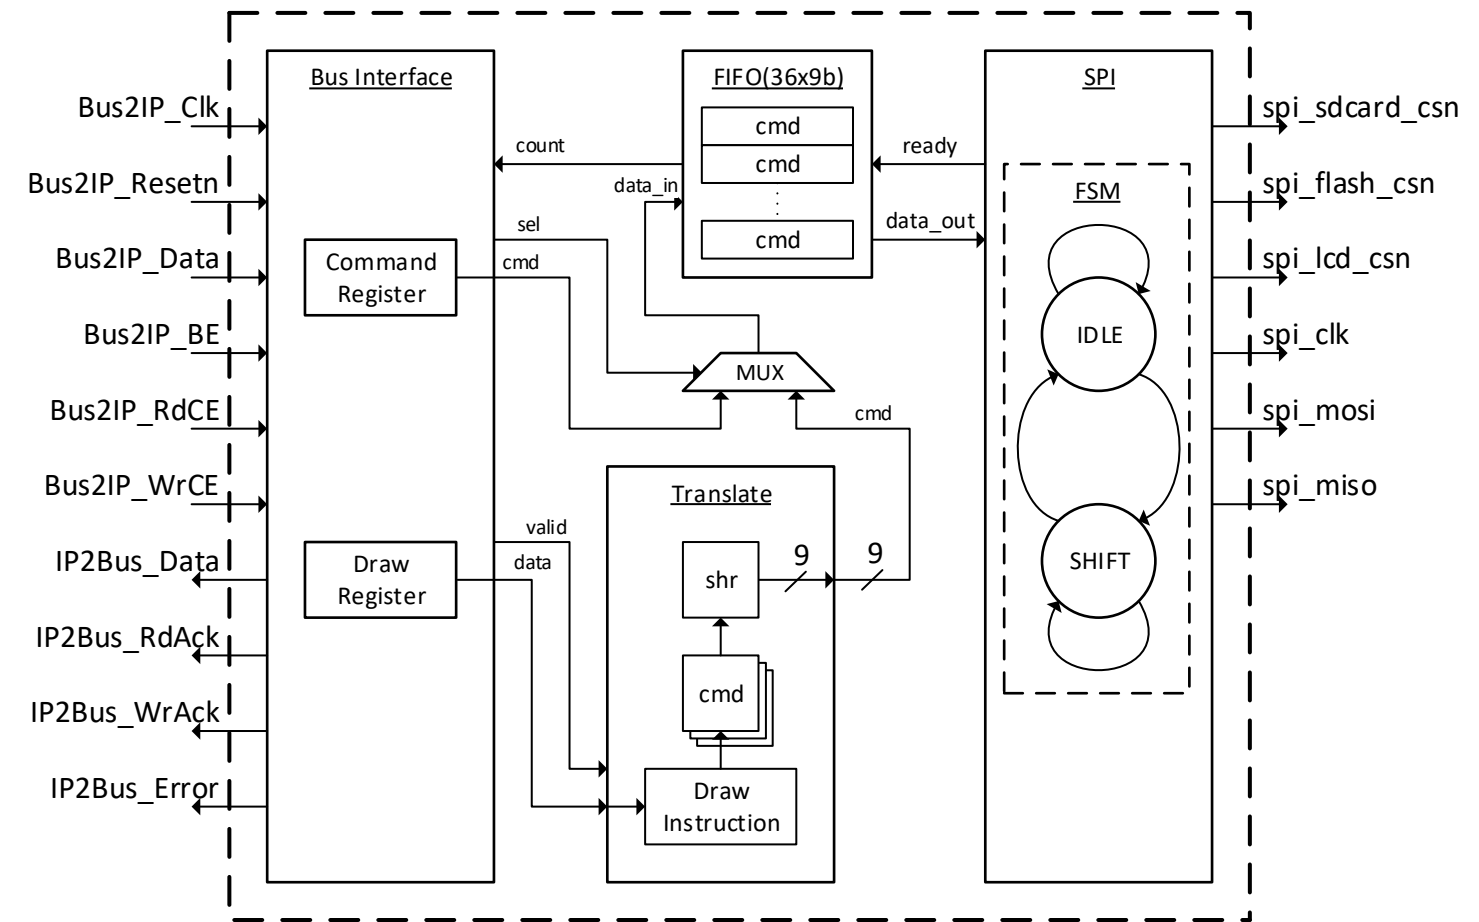 Bus Interface
FIFO(36x9b)
SPI
Bus2IP_Clk
Bus2IP_Resetn
Bus2IP_Data
Bus2IP_BE
Bus2IP_RdCE
Bus2IP_WrCE
IP2Bus_Data
IP2Bus_RdAck
IP2Bus_WrAck
IP2Bus_Error
Command
Register
Draw
Register
count
sel
cmd
valid
data
cmd
cmd
cmd
data_in
ready
data_out
MUX
cmd
Translate
shr
9
9
cmd
Draw
Instruction
FSM
IDLE
SHIFT
spi_sdcard_csn
spi_flash_csn
spi_lcd_csn
spi_clk
spi_mosi
spi_miso